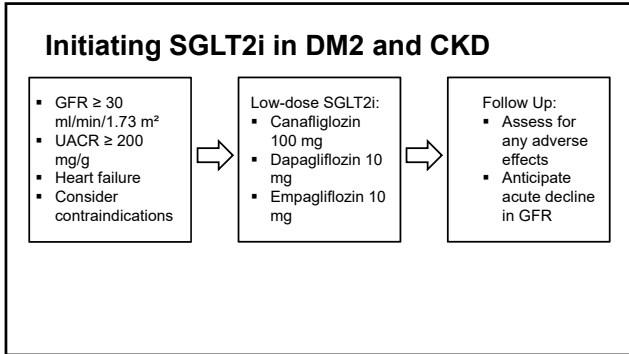 Initiating SGLT2i in DM2 and CKD
▪ GFR ≥ 30
ml/min/1.73 m²
▪ UACR ≥ 200
mg/g
▪ Heart failure
▪ Consider
contraindications
Low-dose SGLT2i:
▪ Canafliglozin
100 mg
▪ Dapagliflozin 10
mg
▪ Empagliflozin 10
mg
Follow Up:
▪ Assess for
any adverse
effects
▪ Anticipate
acute decline
in GFR